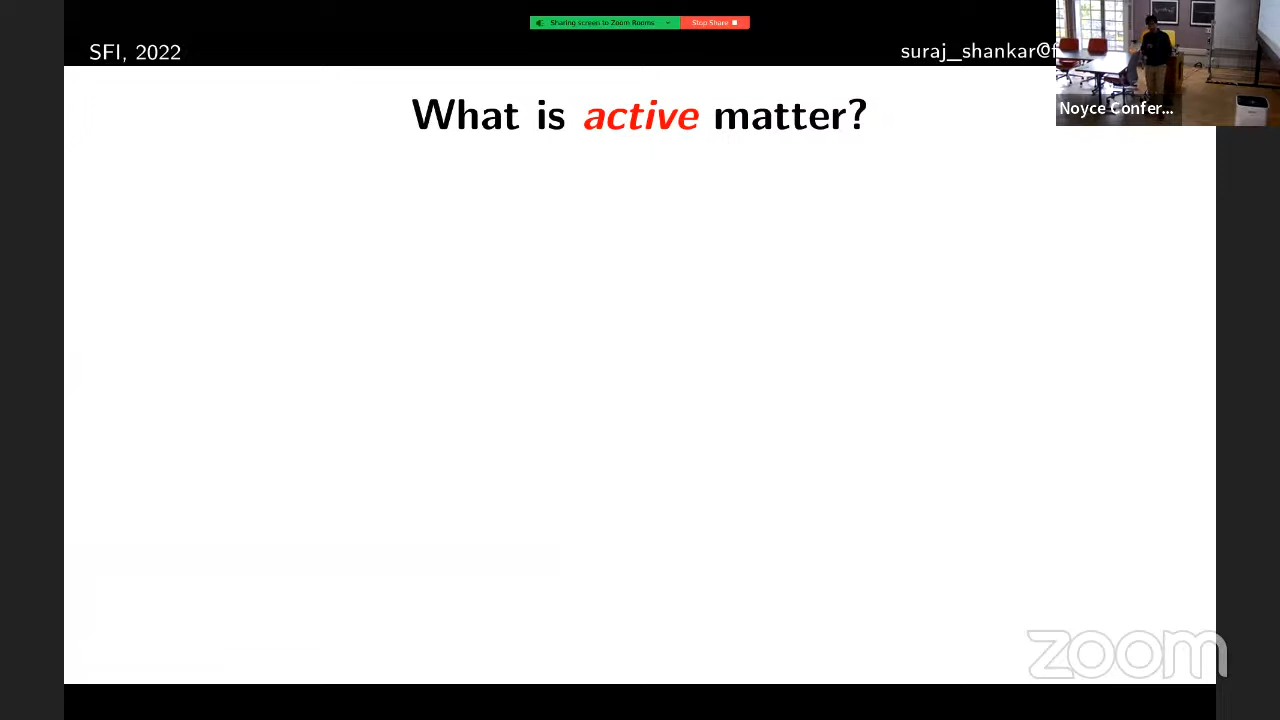 Sharing screen to Zoom Rooms
Stop Share
SFI, 2022
suraj_shankar@f
Noyce Confer...
What is active matter?
zoom